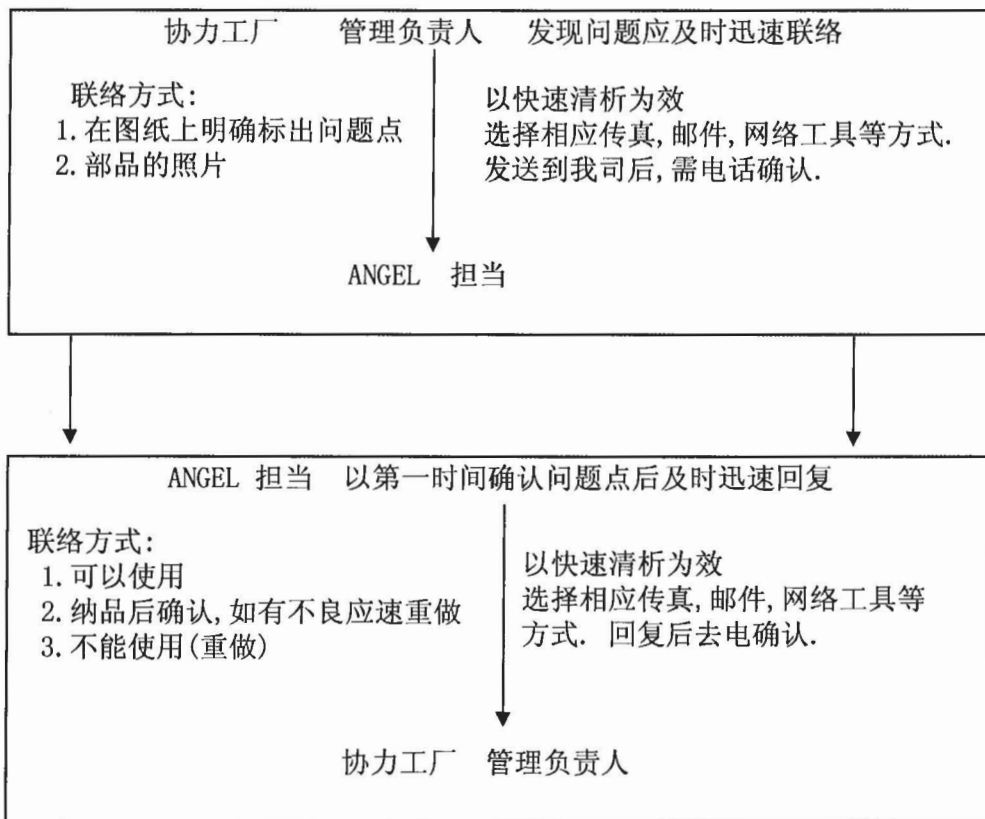 协力工厂 管理负责人 发现问题应及时迅速联络
联络方式:
1.在图纸上明确标出问题点
2.部品的照片
以快速清析为效
选择相应传真,邮件,网络工具等方式.
发送到我司后,需电话确认.
ANGEL 担当
ANGEL 担当 以第一时间确认问题点后及时迅速回复
联络方式:
1.可以使用
2.纳品后确认,如有不良应速重做
3.不能使用(重做)
以快速清析为效
选择相应传真,邮件,网络工具等
方式. 回复后去电确认.
协力工厂 管理负责人